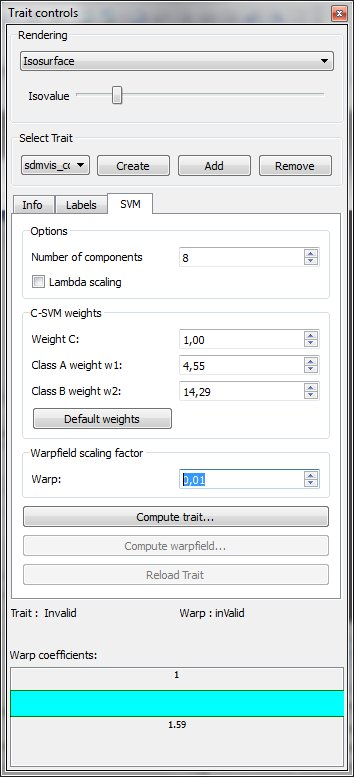 Trait controls
Rendering
Isosurface
Isovalue
Select Trait
sdmvis_cc Create Add Remove
Info Labels SVM
Options
Number of components 8
Lambda scaling
C-SVM weights
Weight C: 1,00
Class A weight w1: 4,55
Class B weight w2: 14,29
Default weights
Warpfield scaling factor
Warp: 0,01
Compute trait...
Compute warpfield...
Reload Trait
Trait : Invalid Warp : inValid
Warp coefficients:
1
1.59